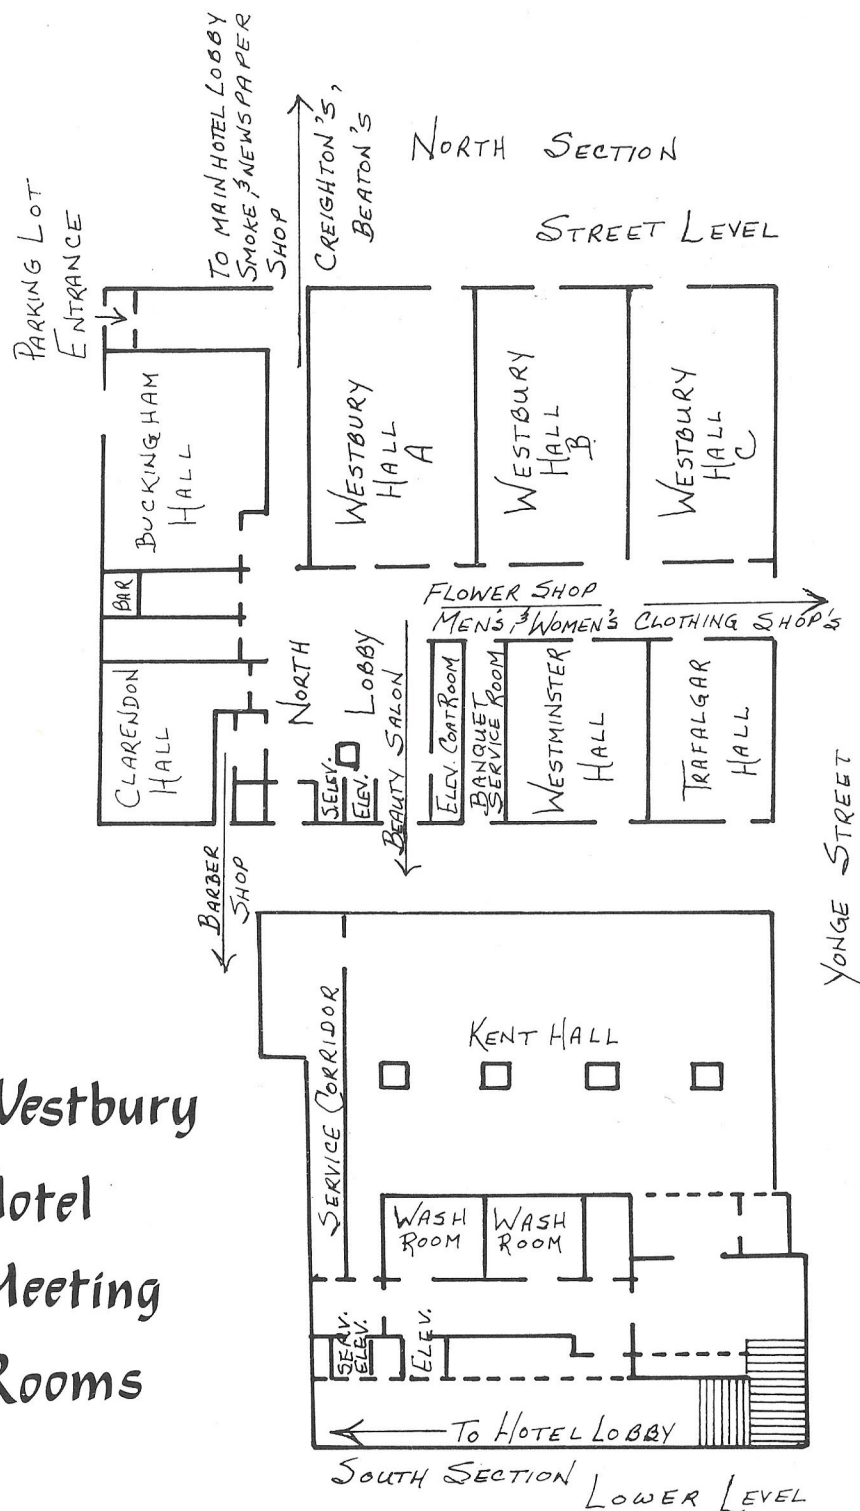 TO MAIN HOTEL LOBBY
SMOKE, & NEWSPAPER
SHOP
CREIGHTON'S,
BEATON'S
NORTH SECTION
STREET LEVEL
PARKING LOT
ENTRANCE
BUCKINGHAM
HALL
WESTBURY
HALL
A
WESTBURY
HALL
B
WESTBURY
HALL
C
BAR
FLOWER SHOP
MEN'S, & WOMEN'S CLOTHING SHOP'S
CLARENDON
HALL
NORTH
LOBBY
S.ELEV.
ELEV.
BEAUTY SALON
ELEV. COAT ROOM
BANQUET
SERVICE ROOM
WESTMINSTER
HALL
TRAFALGAR
HALL
BARBER
SHOP
YONGE STREET
KENT HALL
SERVICE CORRIDOR
WASH
ROOM
WASH
ROOM
SERV.
ELEV.
ELEV.
TO HOTEL LOBBY
SOUTH SECTION
LOWER LEVEL
Westbury
Hotel
Meeting
Rooms